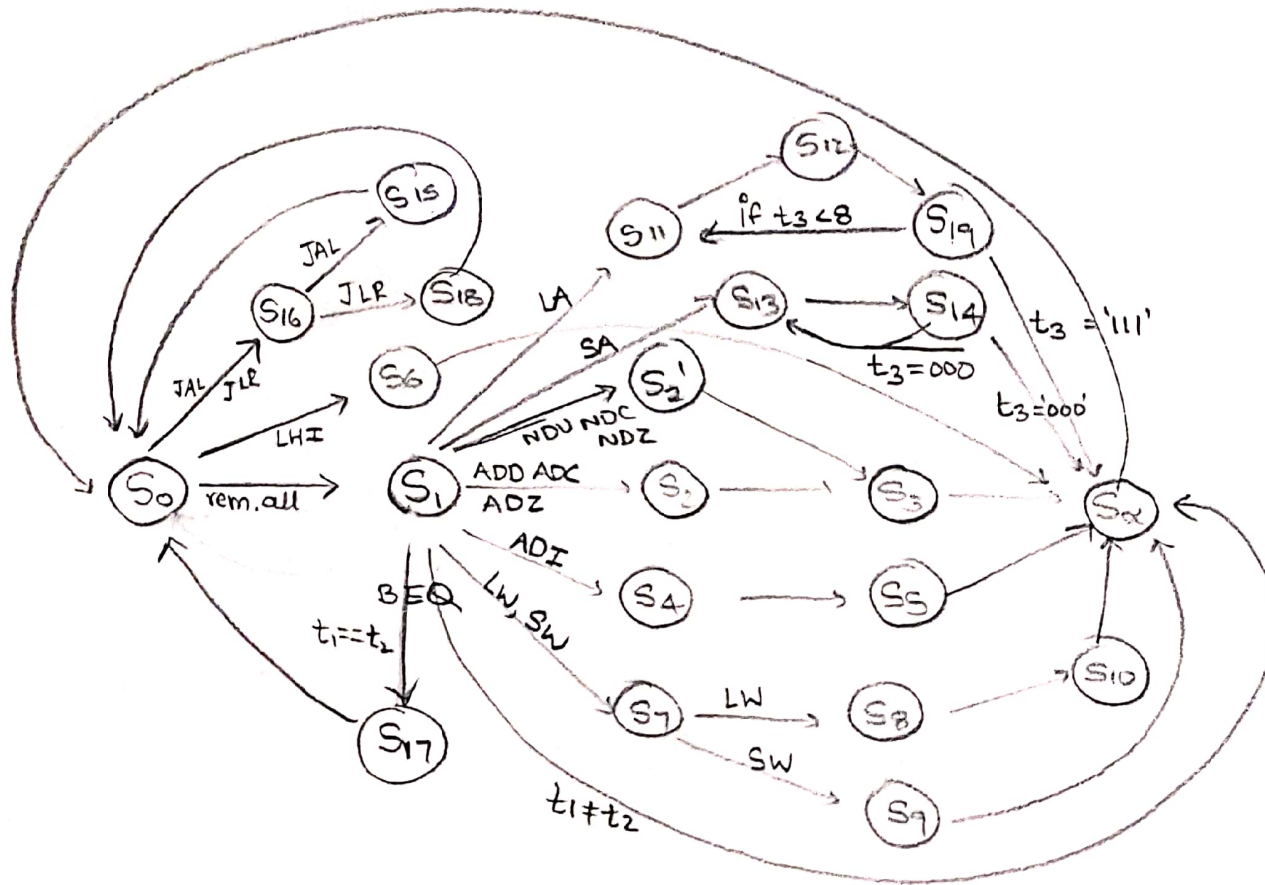 S12
S15
S11
if t3 < 8
S19
JAL
S16
JLR
S18
LA
S13
S14
t3 = '111'
SA
t3 = 000
JAL JLR
S6
S2'
t3 = '000'
LHI
NDU NDC
NDZ
S0
rem. all
S1
ADD ADC
ADZ
S2
S3
Sα
ADI
S4
S5
BEQ
LW, SW
t1 == t2
S10
S7
LW
S8
S17
SW
S9
t1 ≠ t2